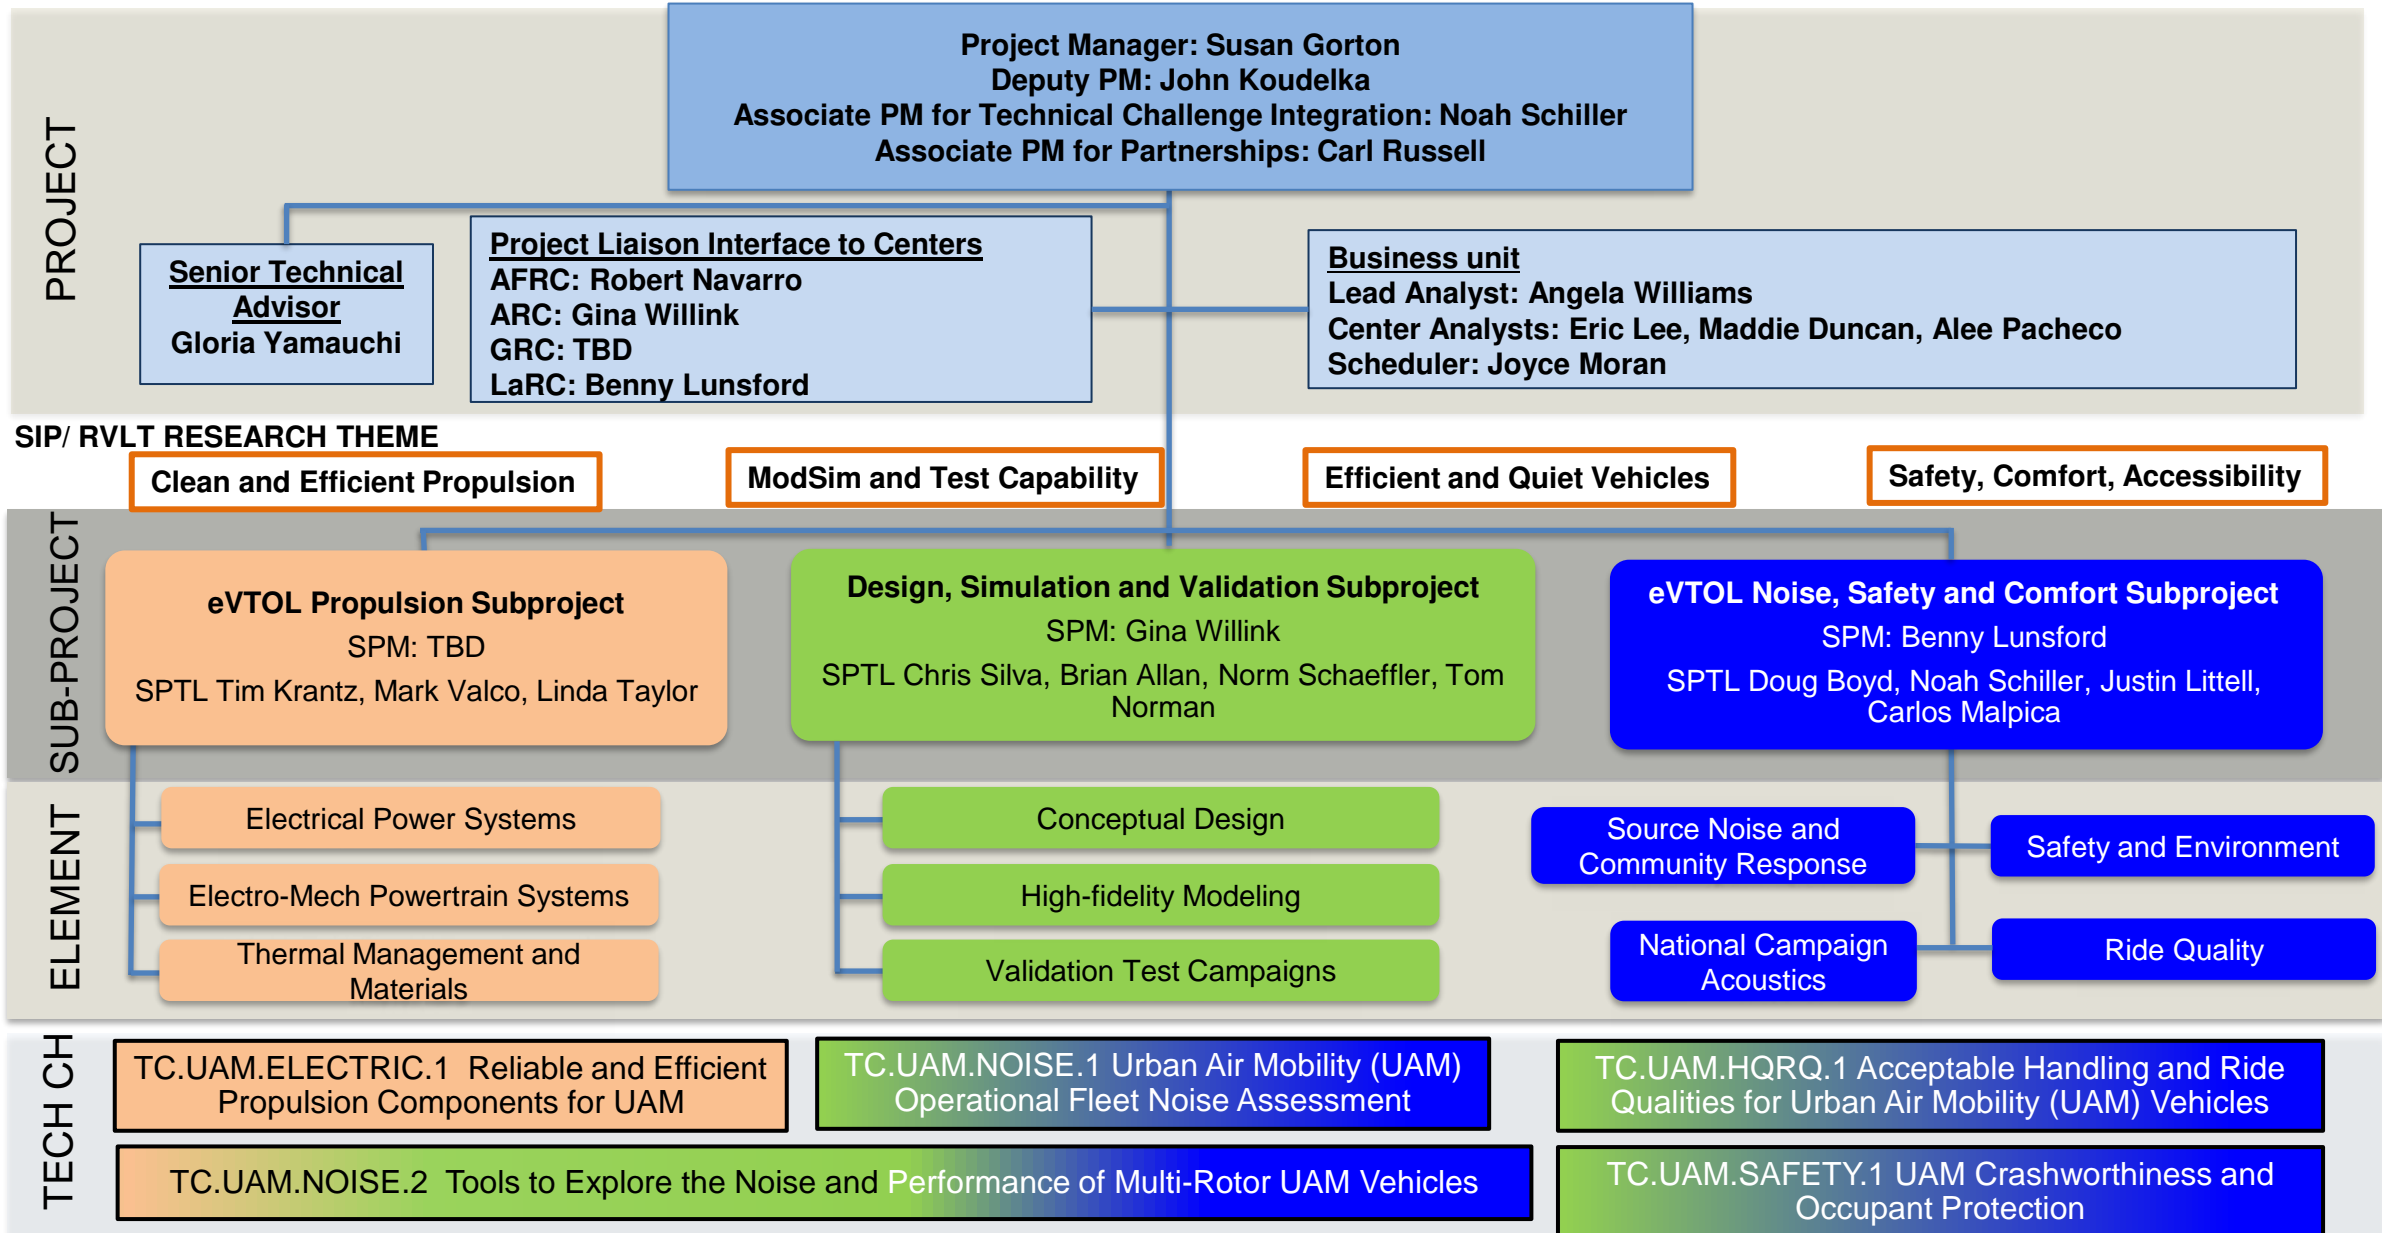 PROJECT
Project Manager: Susan Gorton
Deputy PM: John Koudelka
Associate PM for Technical Challenge Integration: Noah Schiller
Associate PM for Partnerships: Carl Russell
Senior Technical
Advisor
Gloria Yamauchi
Project Liaison Interface to Centers
AFRC: Robert Navarro
ARC: Gina Willink
GRC: TBD
LaRC: Benny Lunsford
Business unit
Lead Analyst: Angela Williams
Center Analysts: Eric Lee, Maddie Duncan, Alee Pacheco
Scheduler: Joyce Moran
SIP/ RVLT RESEARCH THEME
Clean and Efficient Propulsion
ModSim and Test Capability
Efficient and Quiet Vehicles
Safety, Comfort, Accessibility
SUB-PROJECT
eVTOL Propulsion Subproject
SPM: TBD
SPTL Tim Krantz, Mark Valco, Linda Taylor
Design, Simulation and Validation Subproject
SPM: Gina Willink
SPTL Chris Silva, Brian Allan, Norm Schaeffler, Tom
Norman
eVTOL Noise, Safety and Comfort Subproject
SPM: Benny Lunsford
SPTL Doug Boyd, Noah Schiller, Justin Littell,
Carlos Malpica
ELEMENT
Electrical Power Systems
Electro-Mech Powertrain Systems
Thermal Management and
Materials
Conceptual Design
High-fidelity Modeling
Validation Test Campaigns
Source Noise and
Community Response
Safety and Environment
National Campaign
Acoustics
Ride Quality
TECH CH
TC.UAM.ELECTRIC.1 Reliable and Efficient
Propulsion Components for UAM
TC.UAM.NOISE.1 Urban Air Mobility (UAM)
Operational Fleet Noise Assessment
TC.UAM.HQRQ.1 Acceptable Handling and Ride
Qualities for Urban Air Mobility (UAM) Vehicles
TC.UAM.NOISE.2 Tools to Explore the Noise and Performance of Multi-Rotor UAM Vehicles
TC.UAM.SAFETY.1 UAM Crashworthiness and
Occupant Protection